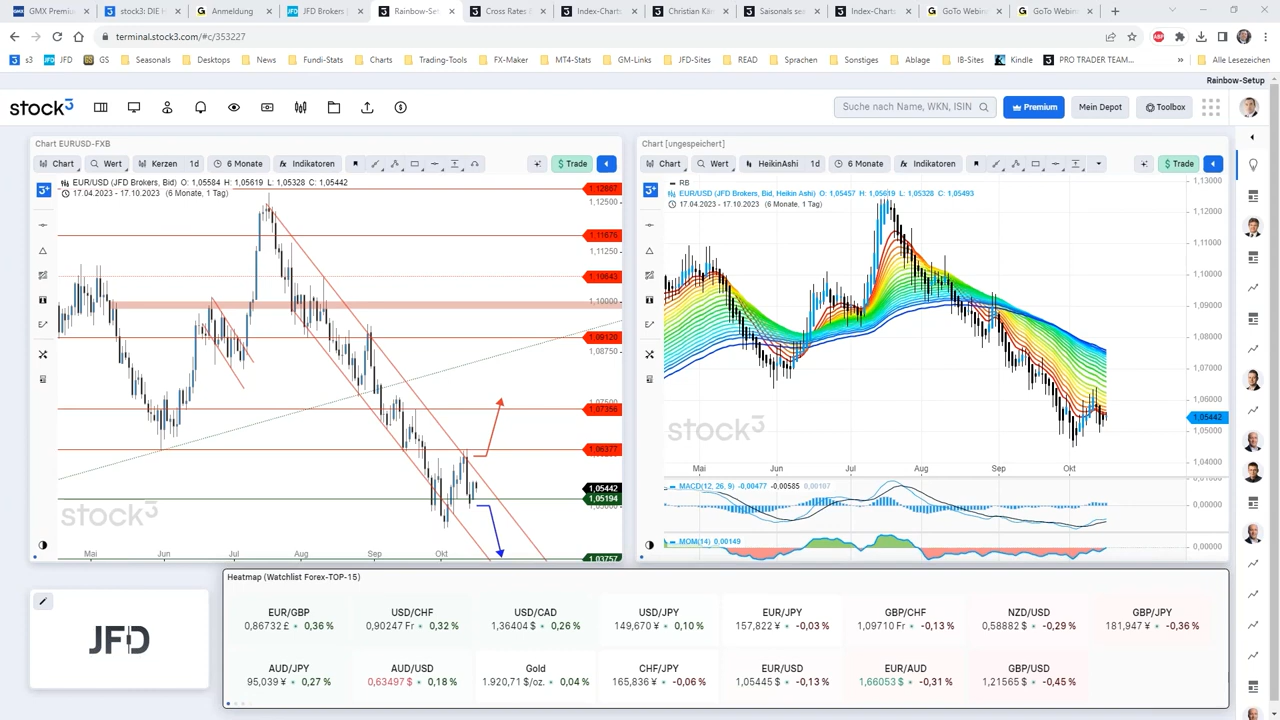 GMX Premiu
stock3: DIE H
Anmeldung
JFD Brokers |
Rainbow-Set
Cross Rates &
Index-Charts
Christian Kä
Saisonals se
Index-Chart
GoTo Webin
GoTo Webin
terminal.stock3.com/#c/353227
s3 JFD GS Seasonals Desktops News Fundi-Stats Charts Trading-Tools FX-Maker MT4-Stats GM-Links JFD-Sites READ Sparschwein Sonstiges Ablage IB-Sites Kindle PRO TRADER TEAM... » Alle Lesezeichen
Rainbow-Setup
stock3
Suche nach Name, WKN, ISIN
Premium
Mein Depot
Toolbox
Chart EURUSD-FXB
Chart Wert Kerzen 1d 6 Monate Indikatoren Trade
EUR/USD (JFD Brokers, Bid) O: 1,05584 H: 1,05619 L: 1,05328 C: 1,05442
17.04.2023 - 17.10.2023 (6 Monate, 1 Tag)
1,12867
1,12500
1,11676
1,11250
1,10643
1,10000
1,09120
1,08750
1,07500
1,07356
1,06377
1,05442
1,05194
1,03757
stock3
Mai Jun Jul Aug Sep Okt
Chart [ungespeichert]
Chart Wert HeikinAshi 1d 6 Monate Indikatoren Trade
RB
EUR/USD (JFD Brokers, Bid, Heikin Ashi) O: 1,05457 H: 1,05619 L: 1,05328 C: 1,05493
17.04.2023 - 17.10.2023 (6 Monate, 1 Tag)
1,13000
1,12000
1,11000
1,10000
1,09000
1,08000
1,07000
1,06000
1,05442
1,05000
1,04000
stock3
Mai Jun Jul Aug Sep Okt
MACD(12, 26, 9) -0,00477 -0,00585 0,00107
0,00000
MOM(14) 0,00149
0,00000
JFD
Heatmap (Watchlist Forex-TOP-15)
EUR/GBP USD/CHF USD/CAD USD/JPY EUR/JPY GBP/CHF NZD/USD GBP/JPY
0,86732 £ 0,36 % 0,90247 Fr 0,32 % 1,36404 $ 0,26 % 149,670 ¥ 0,10 % 157,822 ¥ -0,03 % 1,09710 Fr -0,13 % 0,58882 $ -0,29 % 181,947 ¥ -0,36 %
AUD/JPY AUD/USD Gold CHF/JPY EUR/USD EUR/AUD GBP/USD
95,039 ¥ 0,27 % 0,63497 $ 0,18 % 1.920,71 $/oz. 0,04 % 165,836 ¥ -0,06 % 1,05445 $ -0,13 % 1,66053 $ -0,31 % 1,21565 $ -0,45 %